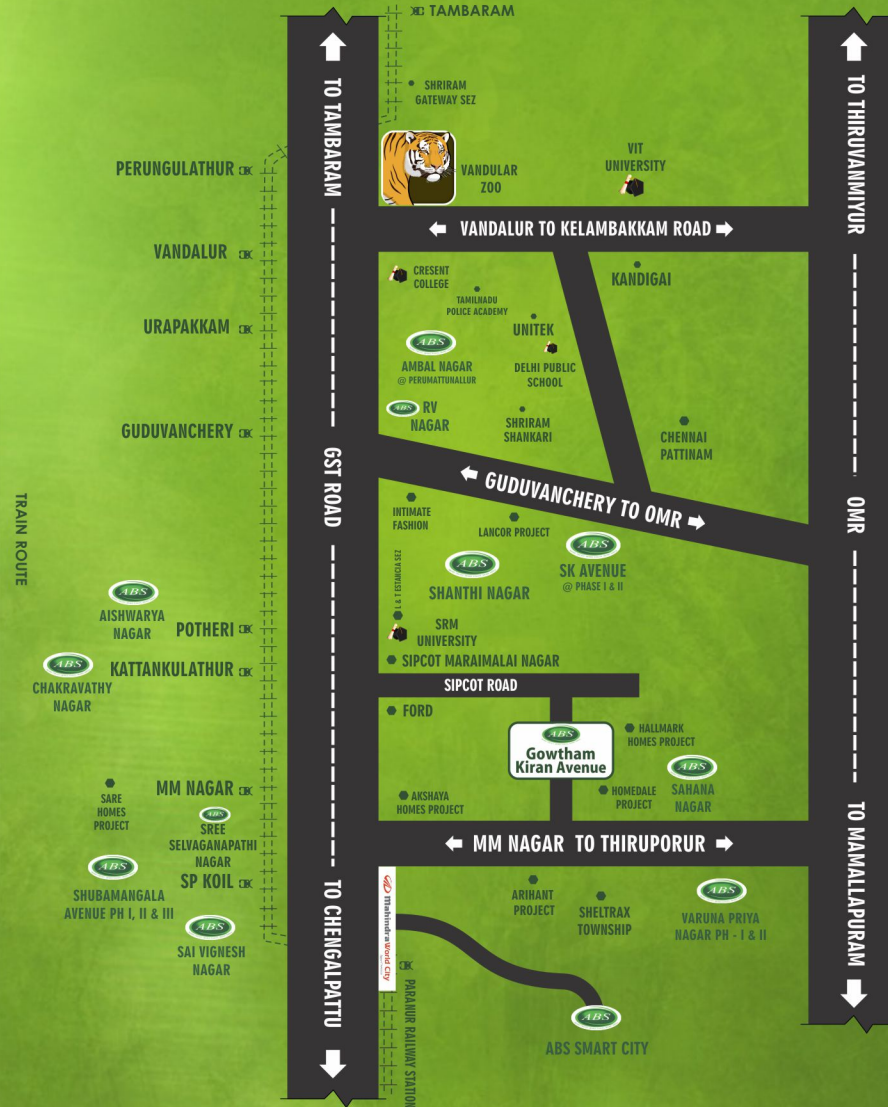 TAMBARAM
TO TAMBARAM
TO THIRUVANMIYUR
SHRIRAM
GATEWAY SEZ
VANDULAR
ZOO
VIT
UNIVERSITY
PERUNGULATHUR
VANDALUR TO KELAMBAKKAM ROAD
VANDALUR
CRESENT
COLLEGE
KANDIGAI
TAMILNADU
POLICE ACADEMY
URAPAKKAM
UNITEK
ABS
AMBAL NAGAR
@ PERUMATTUNALLUR
DELHI PUBLIC
SCHOOL
ABS
RV
NAGAR
SHRIRAM
SHANKARI
GUDUVANCHERY
CHENNAI
PATTINAM
GST ROAD
GUDUVANCHERY TO OMR
OMR
TRAIN ROUTE
INTIMATE
FASHION
LANCOR PROJECT
ABS
SK AVENUE
@ PHASE I & II
L & T ESTANCIA SEZ
ABS
SHANTHI NAGAR
ABS
AISHWARYA
NAGAR
POTHERI
SRM
UNIVERSITY
ABS
CHAKRAVATHY
NAGAR
KATTANKULATHUR
SIPCOT MARAIMALAI NAGAR
SIPCOT ROAD
FORD
ABS
Gowtham
Kiran Avenue
HALLMARK
HOMES PROJECT
ABS
SAHANA
NAGAR
MM NAGAR
SARE
HOMES
PROJECT
AKSHAYA
HOMES PROJECT
HOMEDALE
PROJECT
ABS
SREE
SELVAGANAPATHI
NAGAR
MM NAGAR TO THIRUPORUR
TO MAMALLAPURAM
ABS
SHUBAMANGALA
AVENUE PH I, II & III
SP KOIL
TO CHENGALPATTU
Mahindra World City
ARIHANT
PROJECT
SHELTRAX
TOWNSHIP
ABS
VARUNA PRIYA
NAGAR PH - I & II
ABS
SAI VIGNESH
NAGAR
PARANUR RAILWAY STATION
ABS
ABS SMART CITY